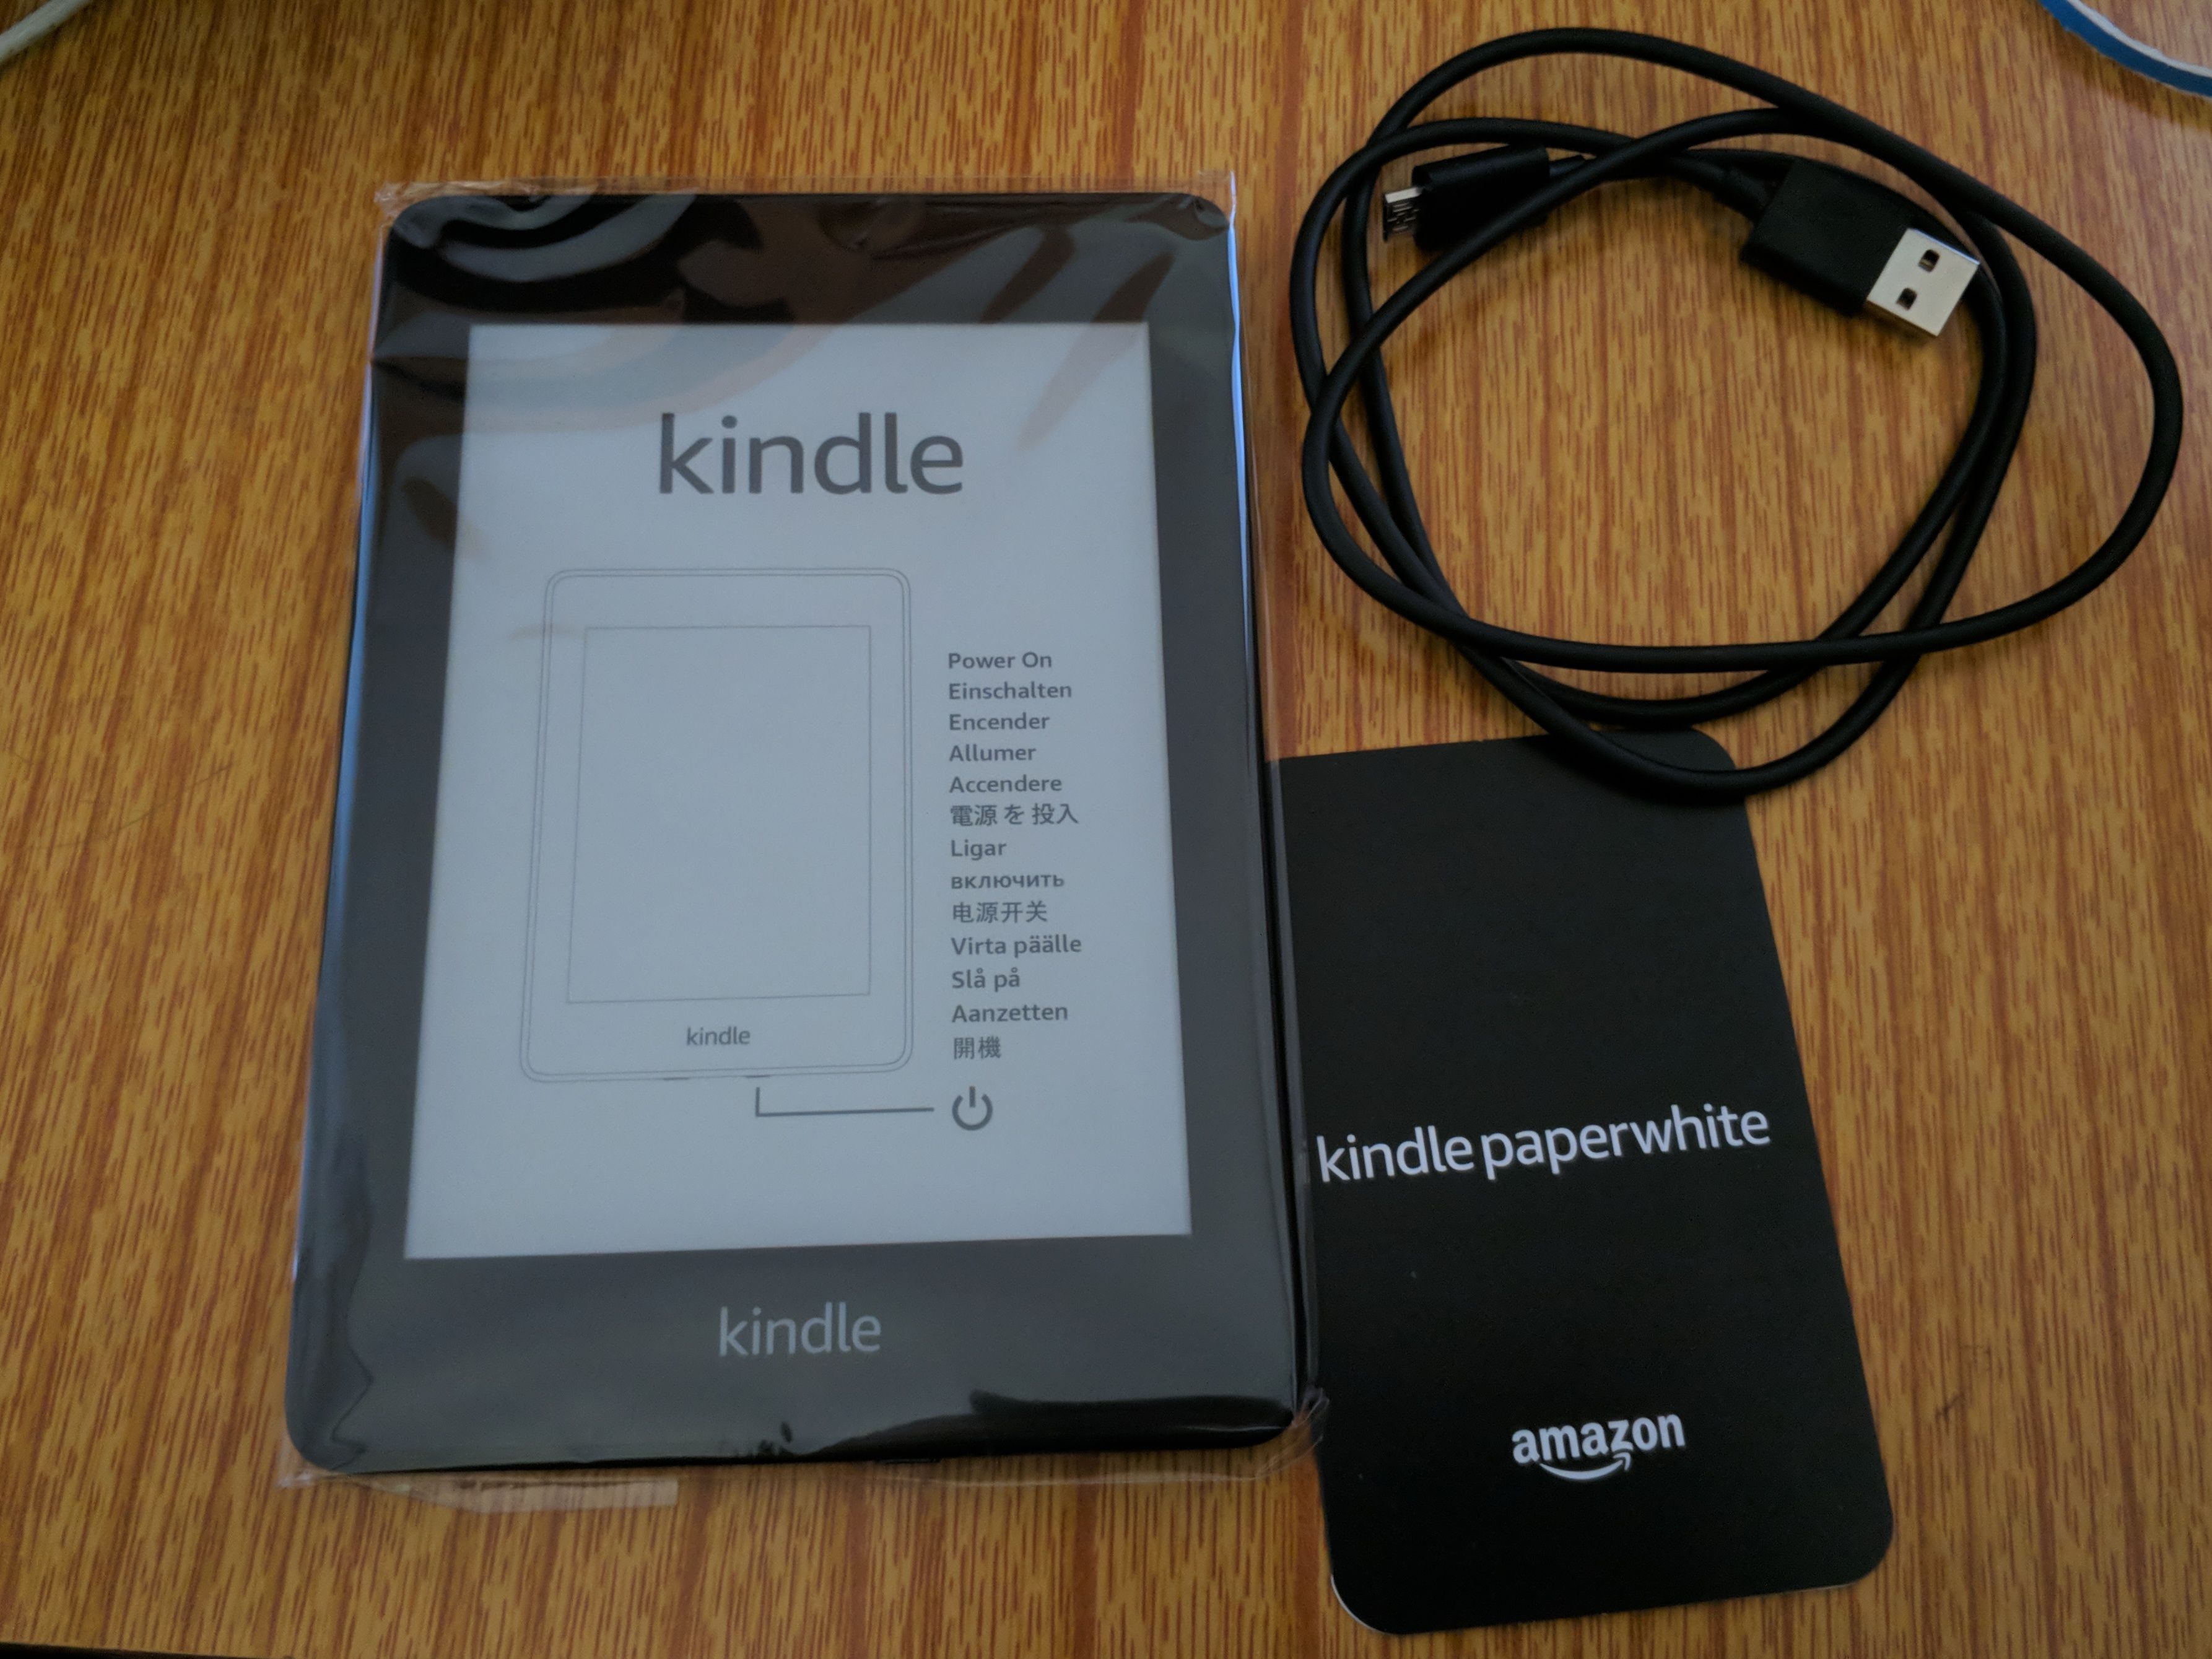 kindle
Power On
Einschalten
Encender
Allumer
Accendere
電源 を 投入
Ligar
включить
电源开关
Virta päälle
Slå på
Aanzetten
開機
kindle
kindle
kindle paperwhite
amazon